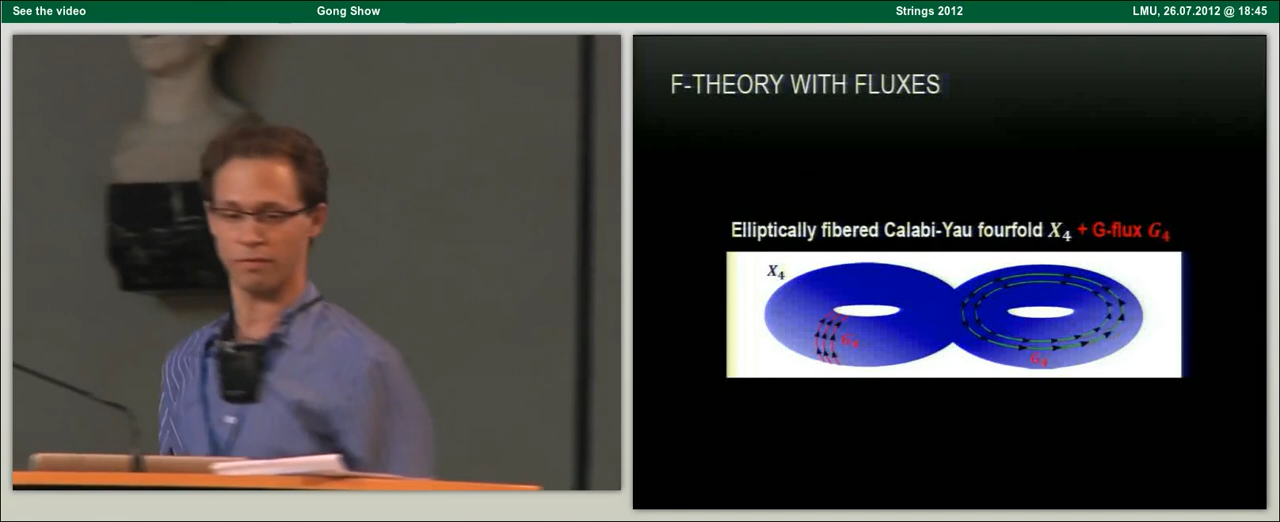 See the video Gong Show Strings 2012 LMU, 26.07.2012 @ 18:45
F-THEORY WITH FLUXES
Elliptically fibered Calabi-Yau fourfold X₄ + G-flux G₄
X₄
G₄